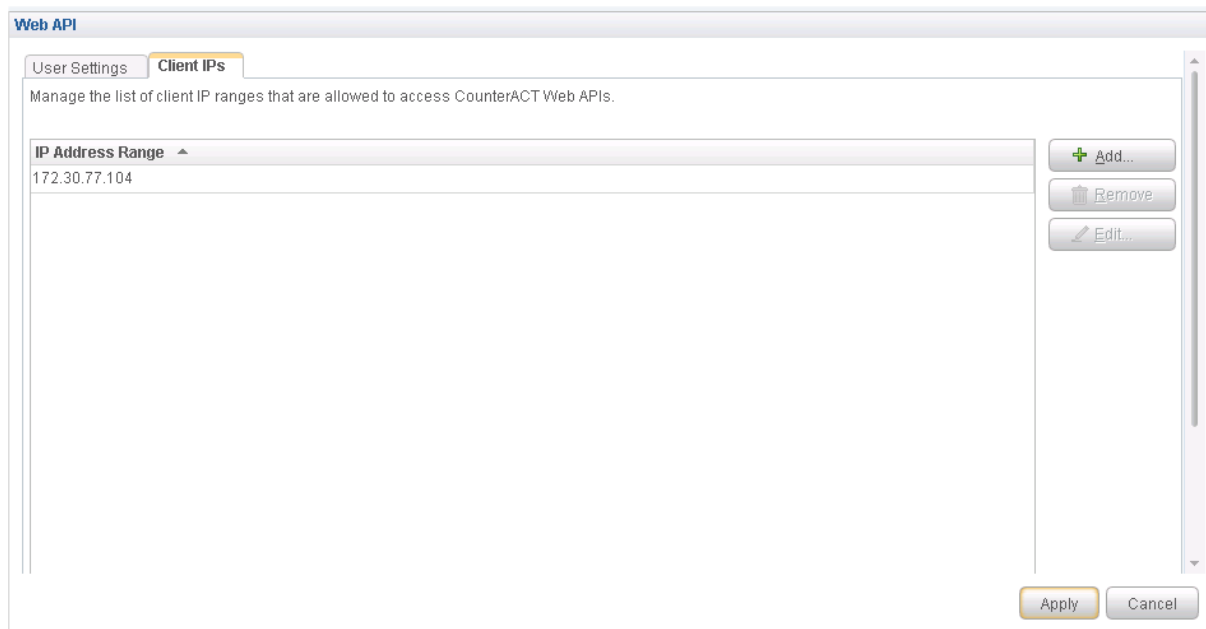 Web API
User Settings Client IPs
Manage the list of client IP ranges that are allowed to access CounterACT Web APIs.
IP Address Range
Add...
172.30.77.104
Remove
Edit...
Apply Cancel